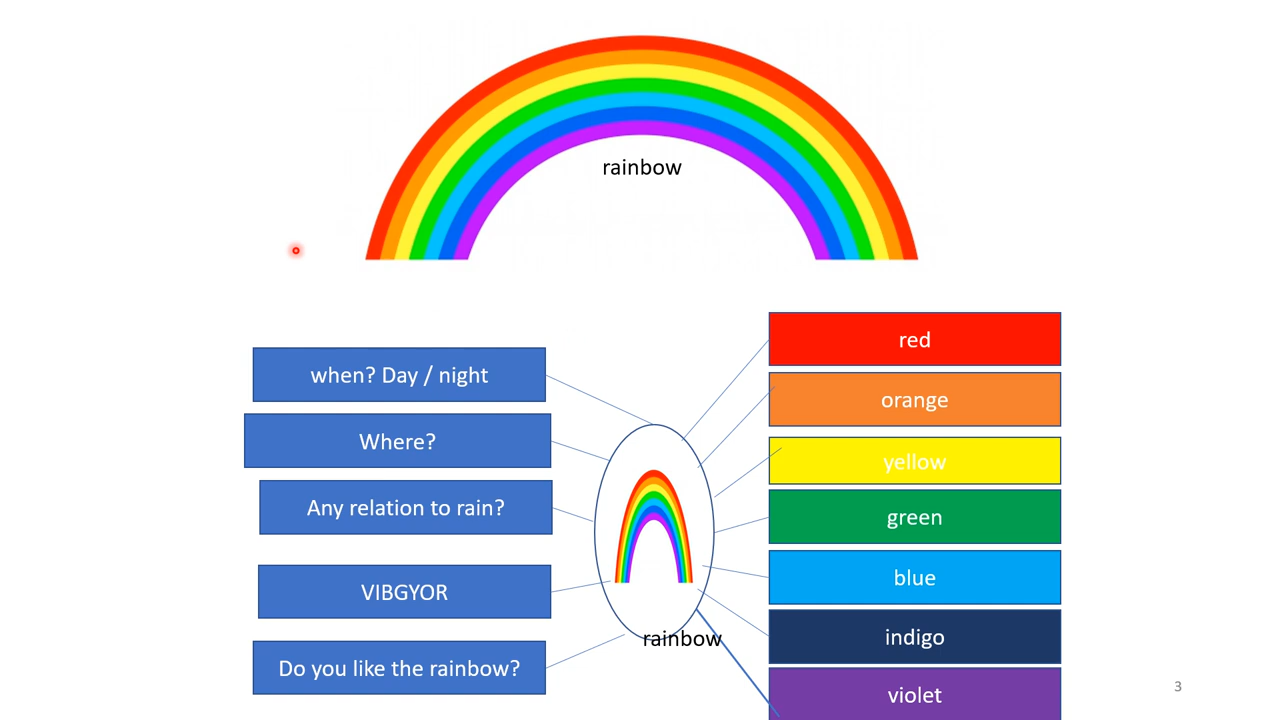 rainbow
when? Day / night
Where?
Any relation to rain?
VIBGYOR
Do you like the rainbow?
rainbow
red
orange
yellow
green
blue
indigo
violet
3